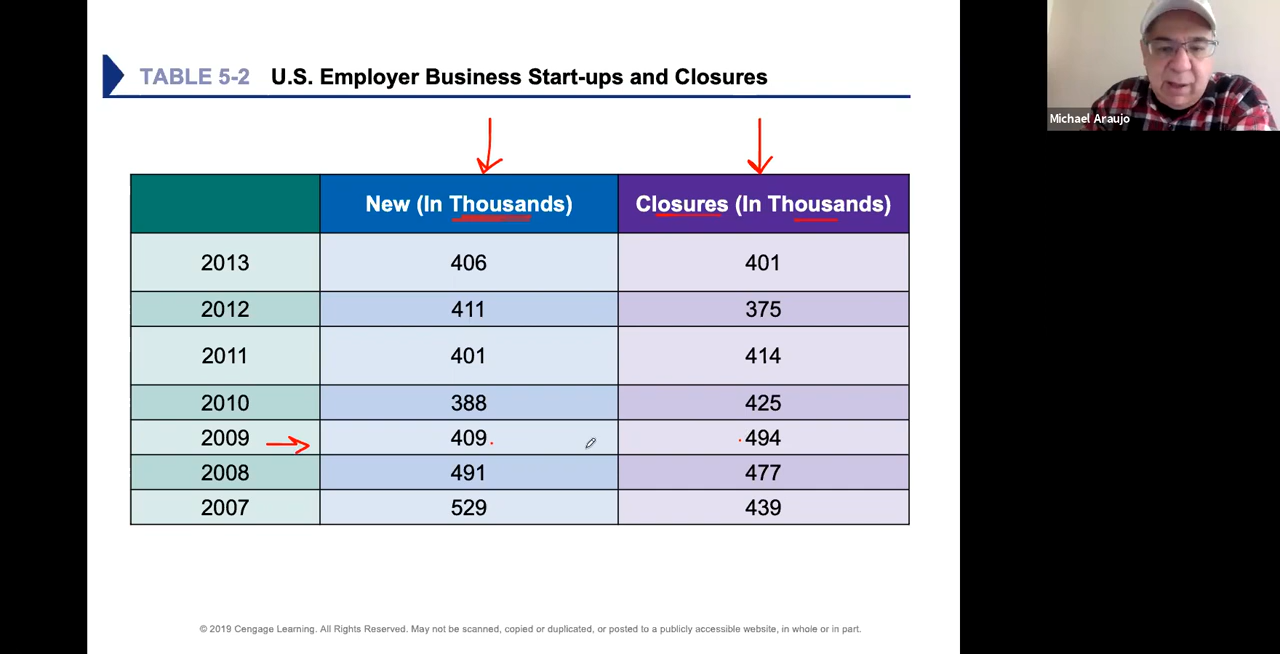 TABLE 5-2 U.S. Employer Business Start-ups and Closures
Michael Araujo
New (In Thousands) Closures (In Thousands)
2013 406 401
2012 411 375
2011 401 414
2010 388 425
2009 409 494
2008 491 477
2007 529 439
© 2019 Cengage Learning. All Rights Reserved. May not be scanned, copied or duplicated, or posted to a publicly accessible website, in whole or in part.